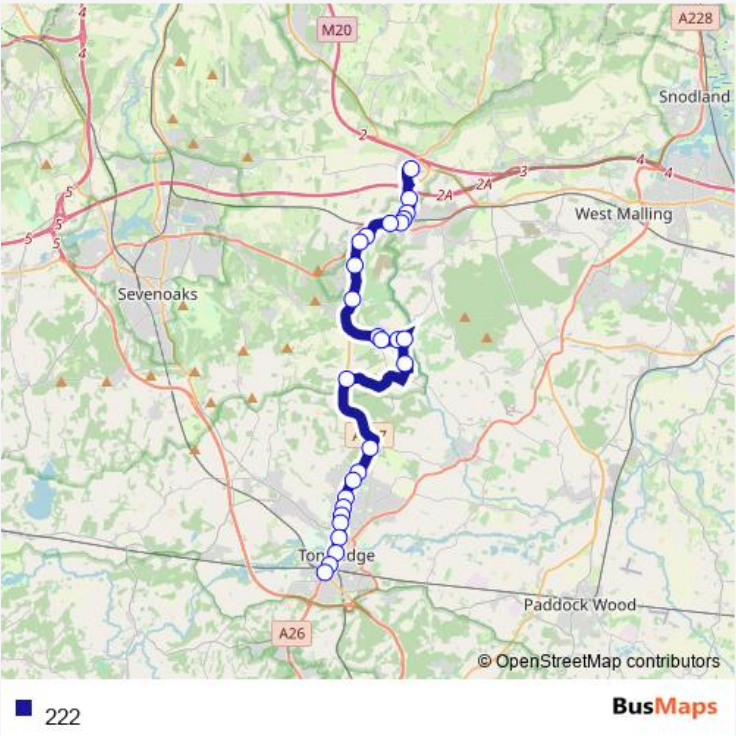 4
M20
A228
4
Snodland
2
4
3
2A
4
5
2A
5
West Malling
5
5
Sevenoaks
Paddock Wood
A26
© OpenStreetMap contributors
222
BusMaps